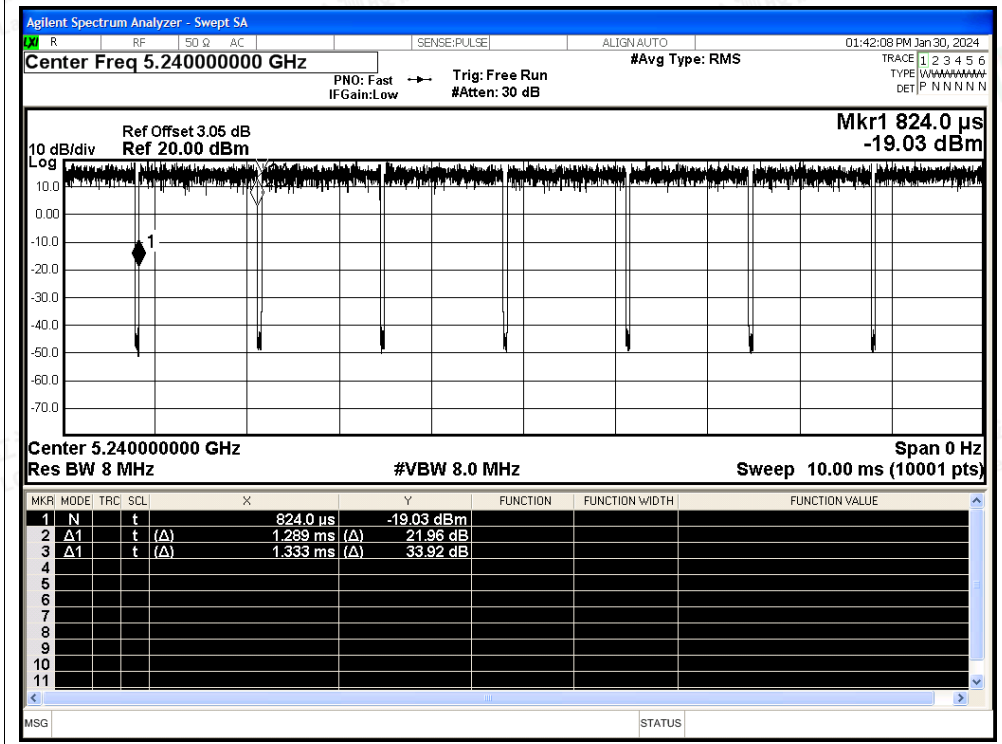 Agilent Spectrum Analyzer - Swept SA
LXI R RF 50 Ω AC SENSE:PULSE ALIGN AUTO 01:42:08 PM Jan 30, 2024
Center Freq 5.240000000 GHz #Avg Type: RMS TRACE 1 2 3 4 5 6
PNO: Fast Trig: Free Run TYPE WWWWWW
IFGain:Low #Atten: 30 dB DET P N N N N N
Mkr1 824.0 µs
Ref Offset 3.05 dB
10 dB/div Ref 20.00 dBm -19.03 dBm
Log
10.0
0.00
-10.0
1
-20.0
-30.0
-40.0
-50.0
-60.0
-70.0
Center 5.240000000 GHz Span 0 Hz
Res BW 8 MHz #VBW 8.0 MHz Sweep 10.00 ms (10001 pts)
MKR MODE TRC SCL X Y FUNCTION FUNCTION WIDTH FUNCTION VALUE
1 N t 824.0 µs -19.03 dBm
2 Δ1 t (Δ) 1.289 ms (Δ) 21.96 dB
3 Δ1 t (Δ) 1.333 ms (Δ) 33.92 dB
4
5
6
7
8
9
10
11
MSG STATUS